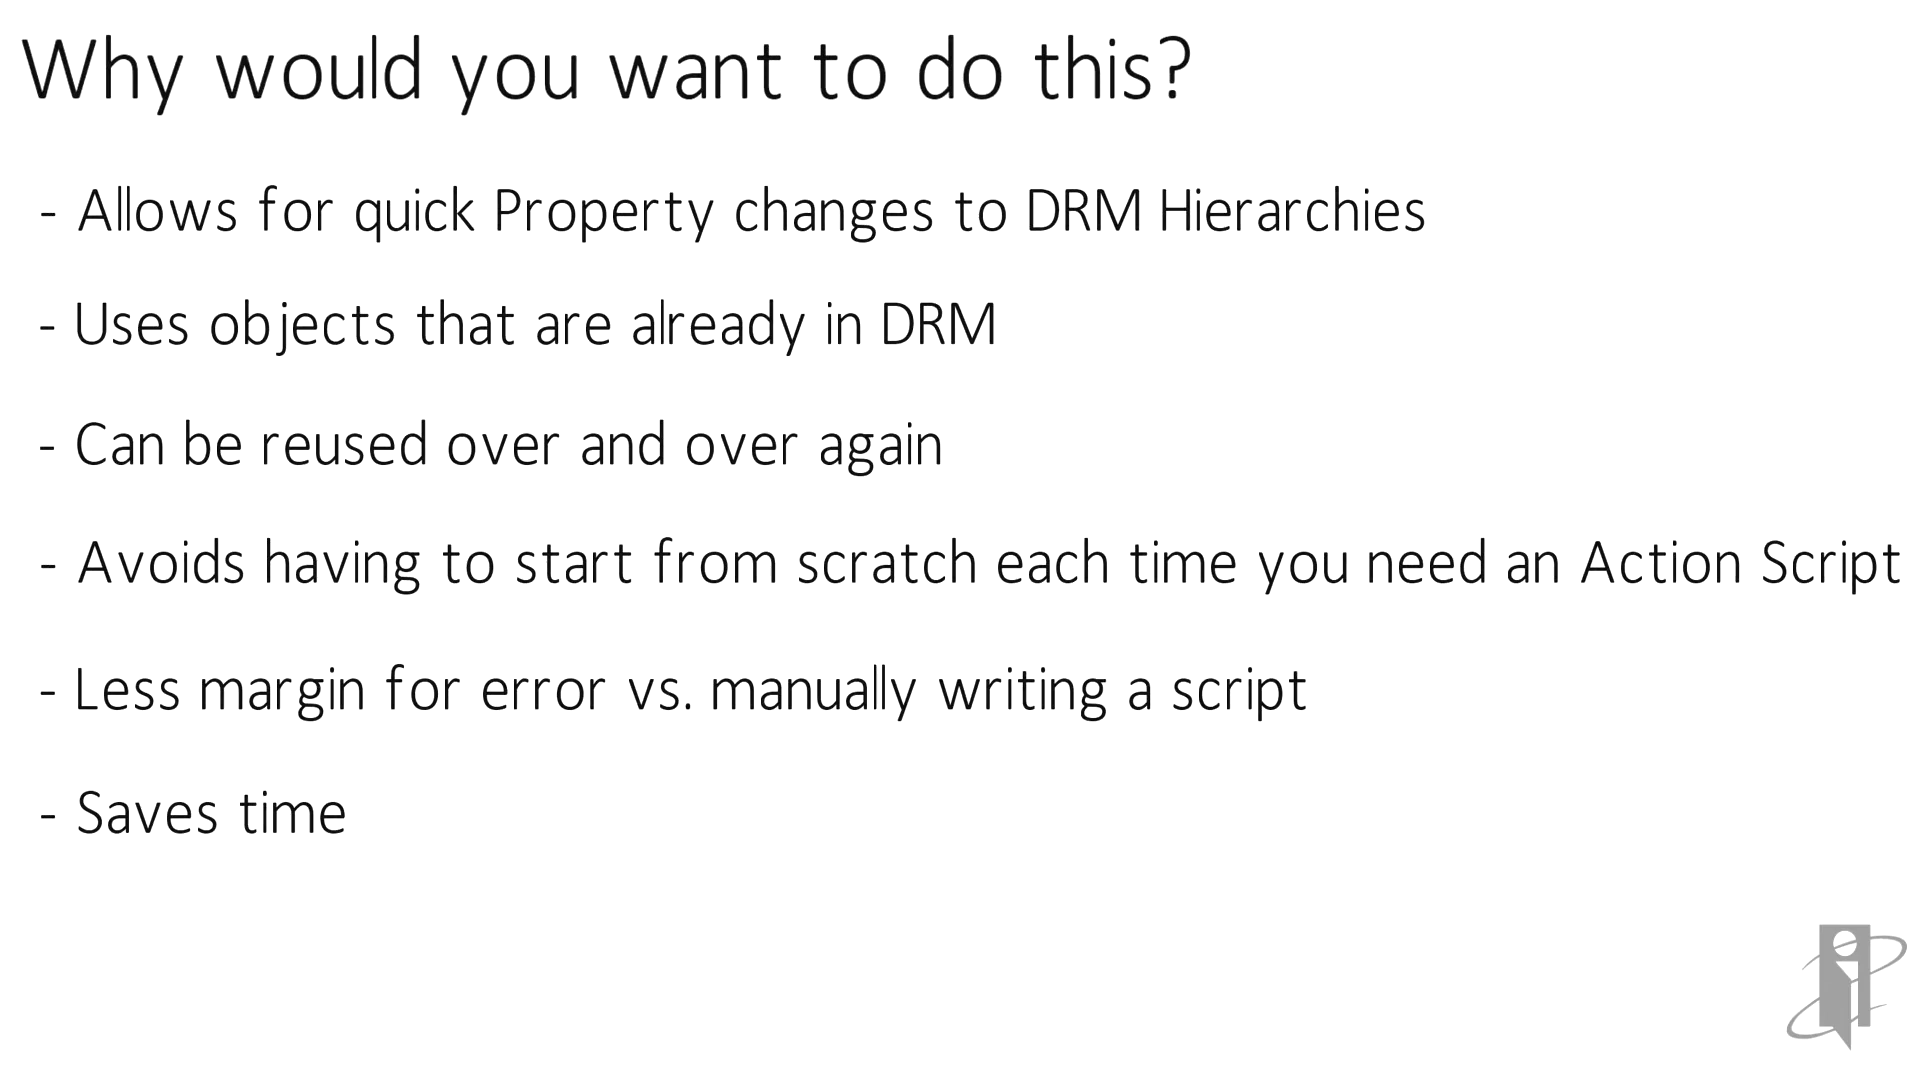 Why would you want to do this?
- Allows for quick Property changes to DRM Hierarchies
- Uses objects that are already in DRM
- Can be reused over and over again
- Avoids having to start from scratch each time you need an Action Script
- Less margin for error vs. manually writing a script
- Saves time